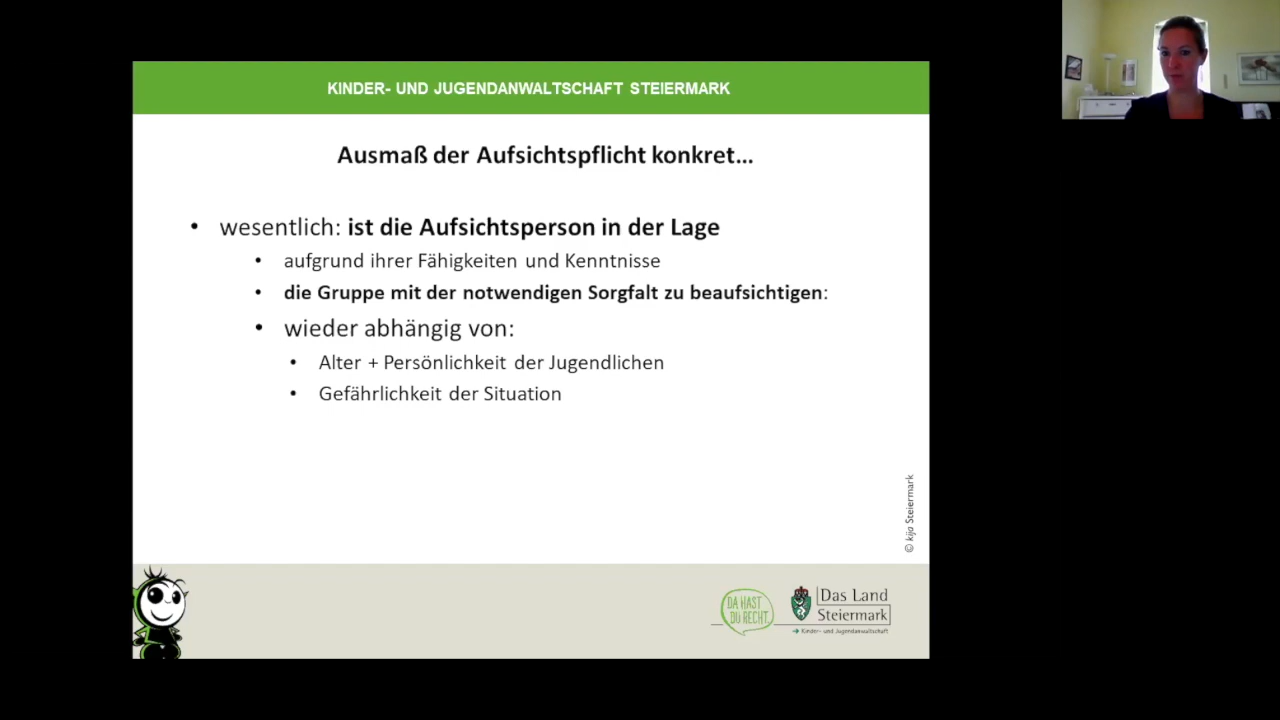 KINDER- UND JUGENDANWALTSCHAFT STEIERMARK
Ausmaß der Aufsichtspflicht konkret...
• wesentlich: ist die Aufsichtsperson in der Lage
• aufgrund ihrer Fähigkeiten und Kenntnisse
• die Gruppe mit der notwendigen Sorgfalt zu beaufsichtigen:
• wieder abhängig von:
• Alter + Persönlichkeit der Jugendlichen
• Gefährlichkeit der Situation
© kija Steiermark
DA HAST
DU RECHT
Das Land
Steiermark
→ Kinder- und Jugendanwaltschaft